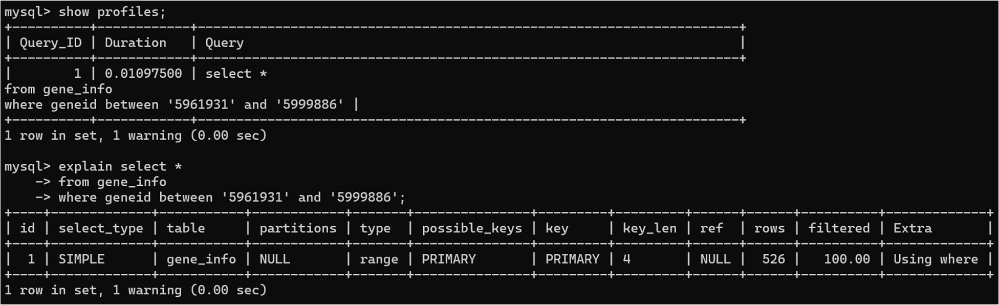 mysql> show profiles;
+----------+------------+-----------------------------------------------------------------------+
| Query_ID | Duration   | Query                                                                 |
+----------+------------+-----------------------------------------------------------------------+
|        1 | 0.01097500 | select *
from gene_info
where geneid between '5961931' and '5999886' |
+----------+------------+-----------------------------------------------------------------------+
1 row in set, 1 warning (0.00 sec)

mysql> explain select *
    -> from gene_info
    -> where geneid between '5961931' and '5999886';
+----+-------------+-----------+------------+-------+---------------+---------+---------+------+------+----------+-------------+
| id | select_type | table     | partitions | type  | possible_keys | key     | key_len | ref  | rows | filtered | Extra       |
+----+-------------+-----------+------------+-------+---------------+---------+---------+------+------+----------+-------------+
|  1 | SIMPLE      | gene_info | NULL       | range | PRIMARY       | PRIMARY | 4       | NULL |  526 |   100.00 | Using where |
+----+-------------+-----------+------------+-------+---------------+---------+---------+------+------+----------+-------------+
1 row in set, 1 warning (0.00 sec)